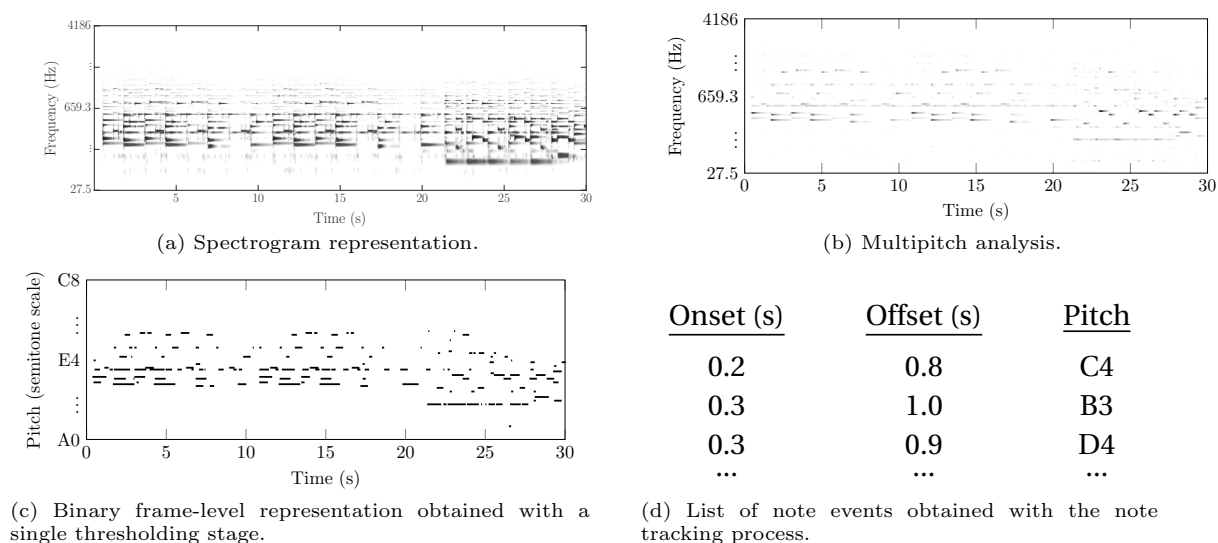 4186
⋮
659.3
⋮
27.5
Frequency (Hz)
5 10 15 20 25 30
Time (s)
(a) Spectrogram representation.
4186
⋮
659.3
⋮
27.5
Frequency (Hz)
0 5 10 15 20 25 30
Time (s)
(b) Multipitch analysis.
C8
⋮
E4
⋮
A0
Pitch (semitone scale)
0 5 10 15 20 25 30
Time (s)
(c) Binary frame-level representation obtained with a
single thresholding stage.
Onset (s) Offset (s) Pitch
0.2 0.8 C4
0.3 1.0 B3
0.3 0.9 D4
... ... ...
(d) List of note events obtained with the note
tracking process.